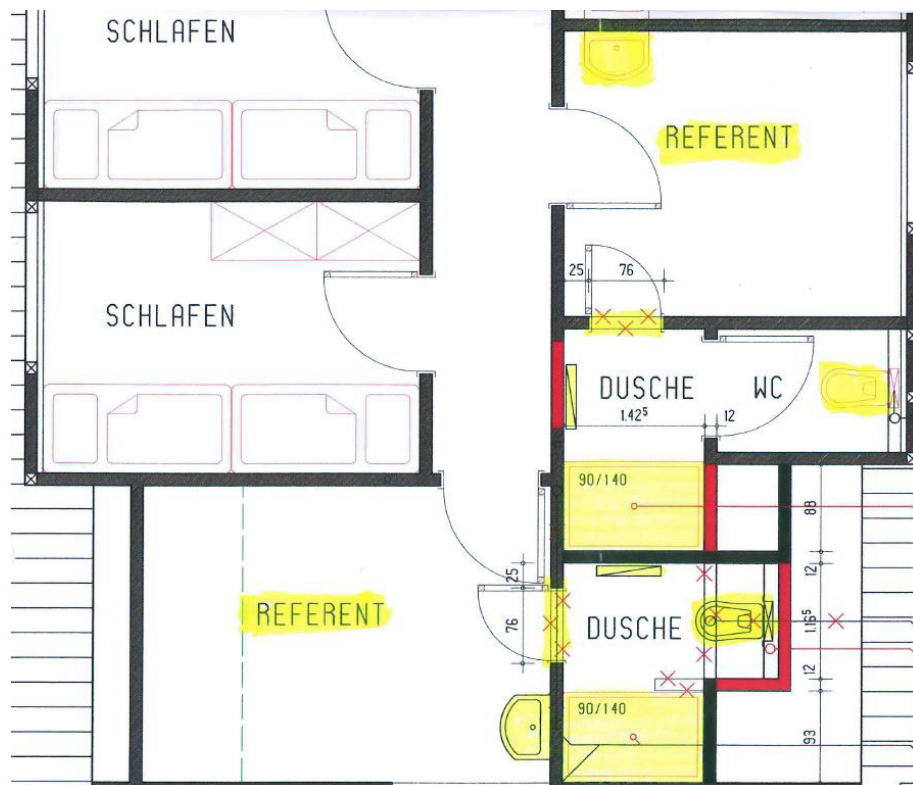 SCHLAFEN
REFERENT
25 76
SCHLAFEN
DUSCHE WC
1.42⁵ 12
90/140
88
25
12
REFERENT
76
DUSCHE
1.16⁵
12
90/140
93